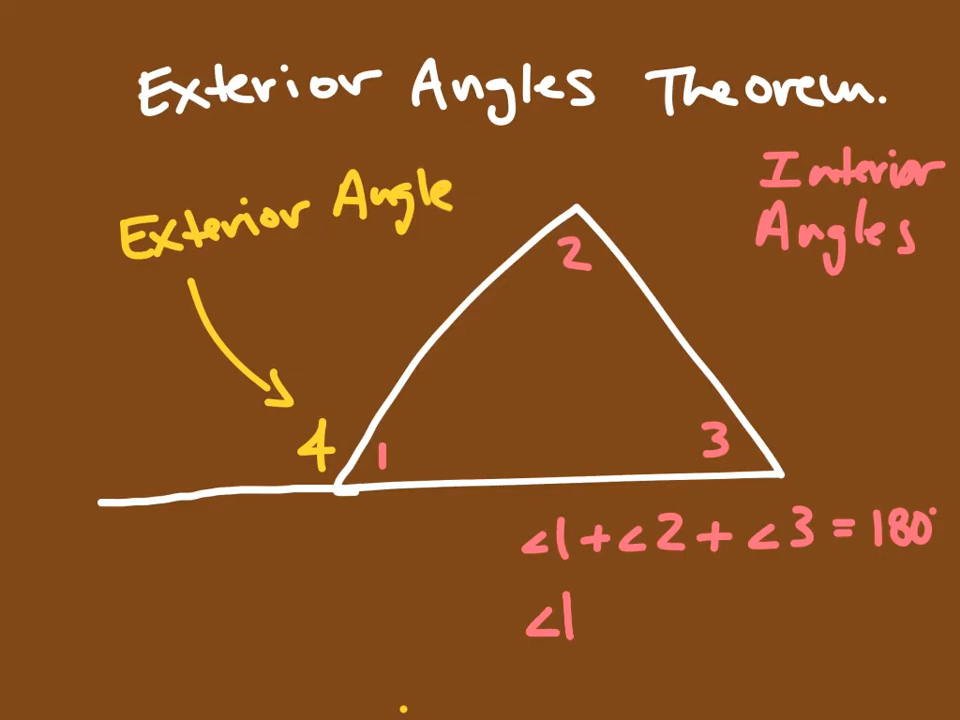 Exterior Angles Theorem.
Interior
Angles
Exterior Angle
2
4
1
3
<1+<2+<3=180°
<1